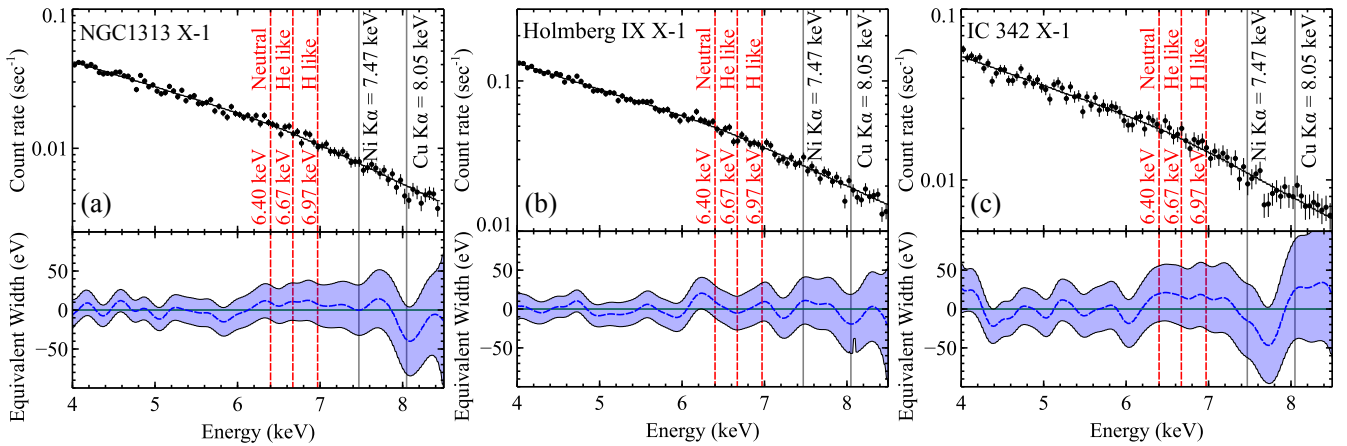 NGC1313 X-1
Neutral
He like
H like
Ni Kα = 7.47 keV
Cu Kα = 8.05 keV
6.40 keV
6.67 keV
6.97 keV
(a)
Count rate (sec⁻¹)
0.1
0.01
Equivalent Width (eV)
50
0
−50
4
5
6
7
8
Energy (keV)
Holmberg IX X-1
Neutral
He like
H like
Ni Kα = 7.47 keV
Cu Kα = 8.05 keV
6.40 keV
6.67 keV
6.97 keV
(b)
Count rate (sec⁻¹)
0.1
0.01
Equivalent Width (eV)
50
0
−50
4
5
6
7
8
Energy (keV)
IC 342 X-1
Neutral
He like
H like
Ni Kα = 7.47 keV
Cu Kα = 8.05 keV
6.40 keV
6.67 keV
6.97 keV
(c)
Count rate (sec⁻¹)
0.1
0.01
Equivalent Width (eV)
50
0
−50
4
5
6
7
8
Energy (keV)